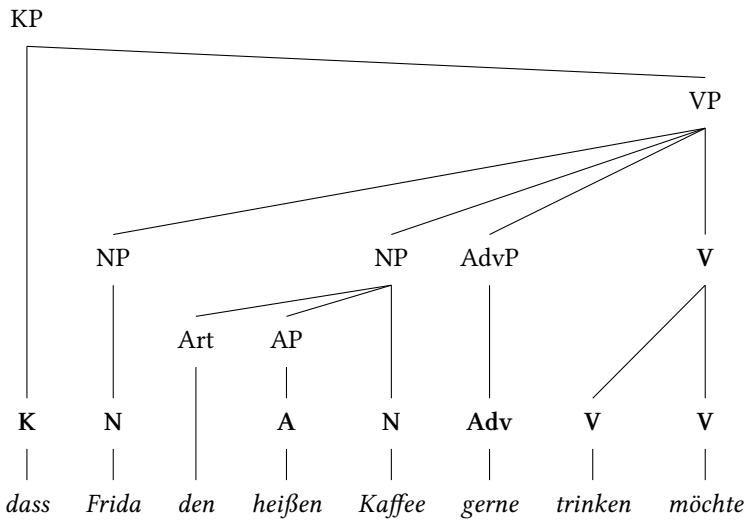 KP
VP
NP NP AdvP V
Art AP
K N A N Adv V V
dass Frida den heißen Kaffee gerne trinken möchte